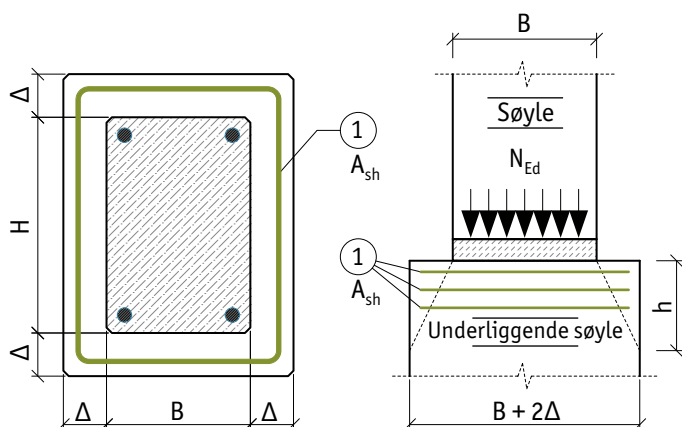 Δ
H
Δ
Δ
B
Δ
1
A_sh
B
Søyle
N_Ed
1
A_sh
Underliggende søyle
h
B + 2Δ